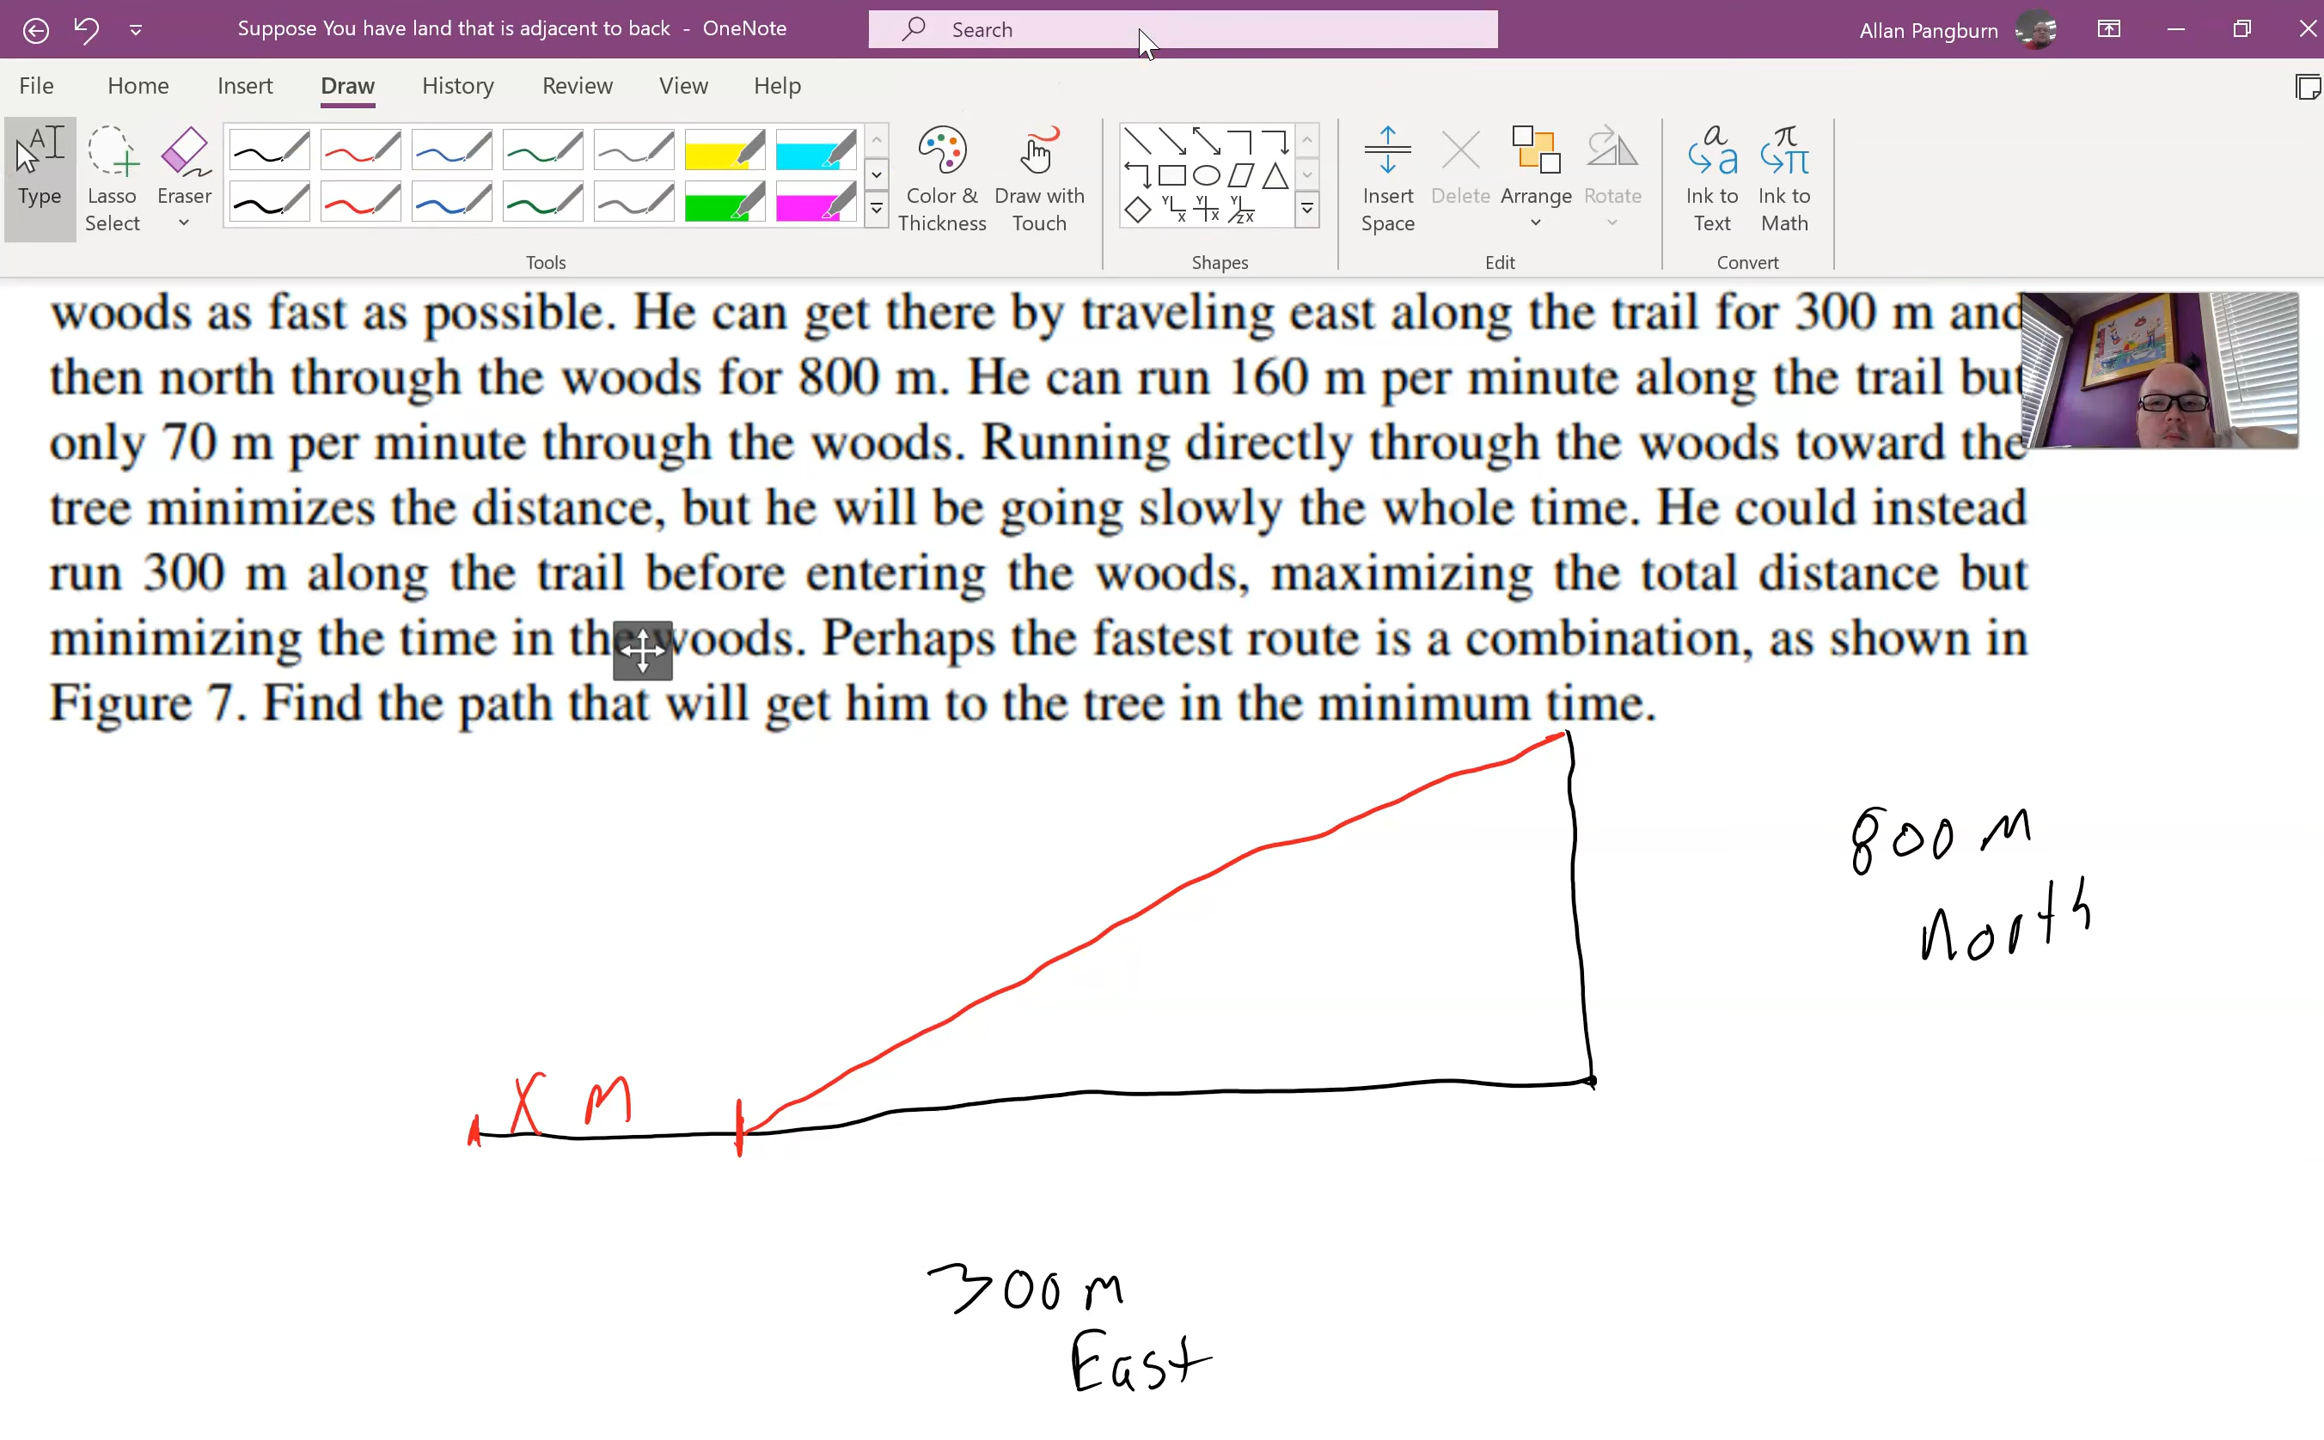 Suppose You have land that is adjacent to back - OneNote
Search
Allan Pangburn
File Home Insert Draw History Review View Help
Type
Lasso Select
Eraser
Color & Thickness
Draw with Touch
Insert Space
Delete
Arrange
Rotate
Ink to Text
Ink to Math
Tools
Shapes
Edit
Convert
woods as fast as possible. He can get there by traveling east along the trail for 300 m and
then north through the woods for 800 m. He can run 160 m per minute along the trail but
only 70 m per minute through the woods. Running directly through the woods toward the
tree minimizes the distance, but he will be going slowly the whole time. He could instead
run 300 m along the trail before entering the woods, maximizing the total distance but
minimizing the time in the woods. Perhaps the fastest route is a combination, as shown in
Figure 7. Find the path that will get him to the tree in the minimum time.
800 m
north
X M
300 m
East